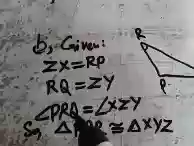 b, Given:
ZX=RP
RQ=ZY
∠PRQ=∠XZY
So, Δ ≅ ΔXYZ
R
P